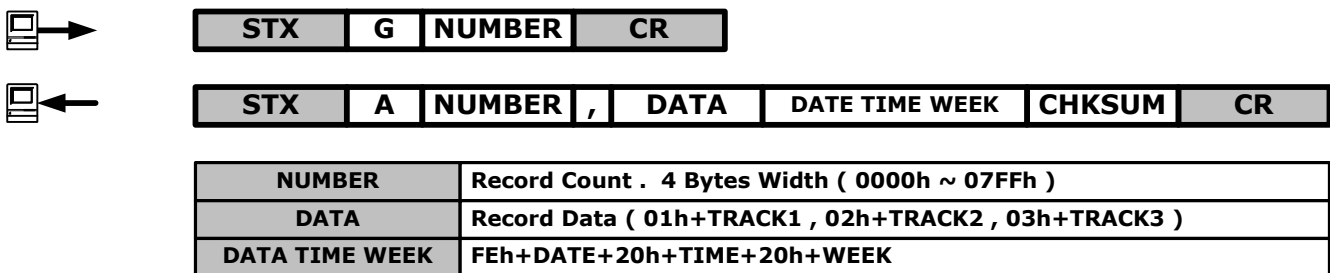 STX G NUMBER CR
STX A NUMBER , DATA DATE TIME WEEK CHKSUM CR
NUMBER Record Count . 4 Bytes Width ( 0000h ~ 07FFh )
DATA Record Data ( 01h+TRACK1 , 02h+TRACK2 , 03h+TRACK3 )
DATA TIME WEEK FEh+DATE+20h+TIME+20h+WEEK